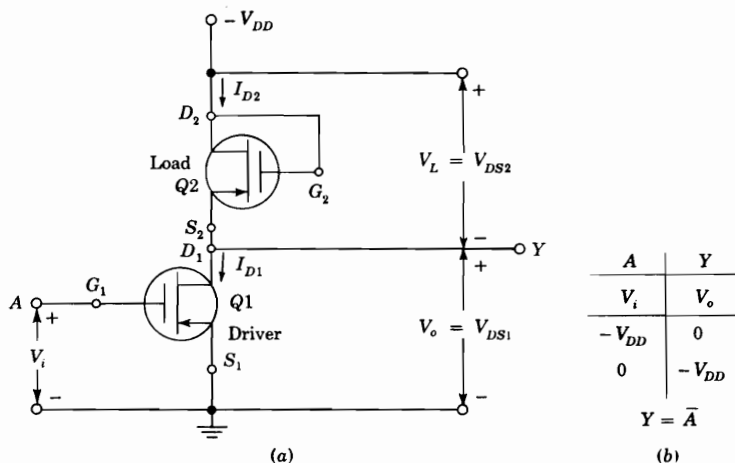 − V_DD
I_D2
D_2
+
Load
Q2
G_2
V_L = V_DS2
S_2
−
D_1
Y
I_D1
+
A
G_1
Q1
+
Driver
V_o = V_DS1
V_i
S_1
−
−
(a)
A Y
V_i V_o
− V_DD 0
0 − V_DD
Y = A̅
(b)